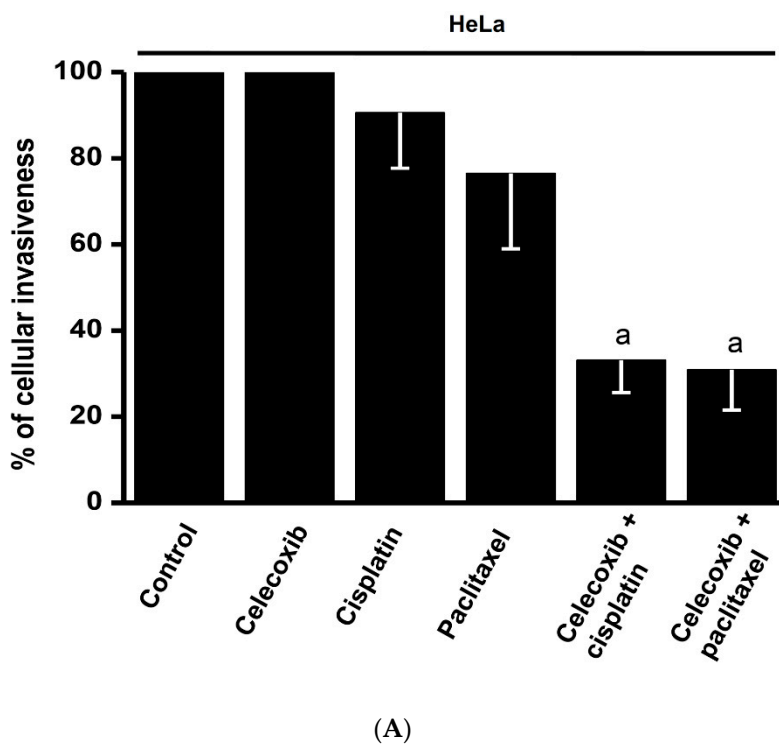 HeLa
% of cellular invasiveness
100
80
60
40
20
0
a
a
Control
Celecoxib
Cisplatin
Paclitaxel
Celecoxib +
cisplatin
Celecoxib +
paclitaxel
(A)